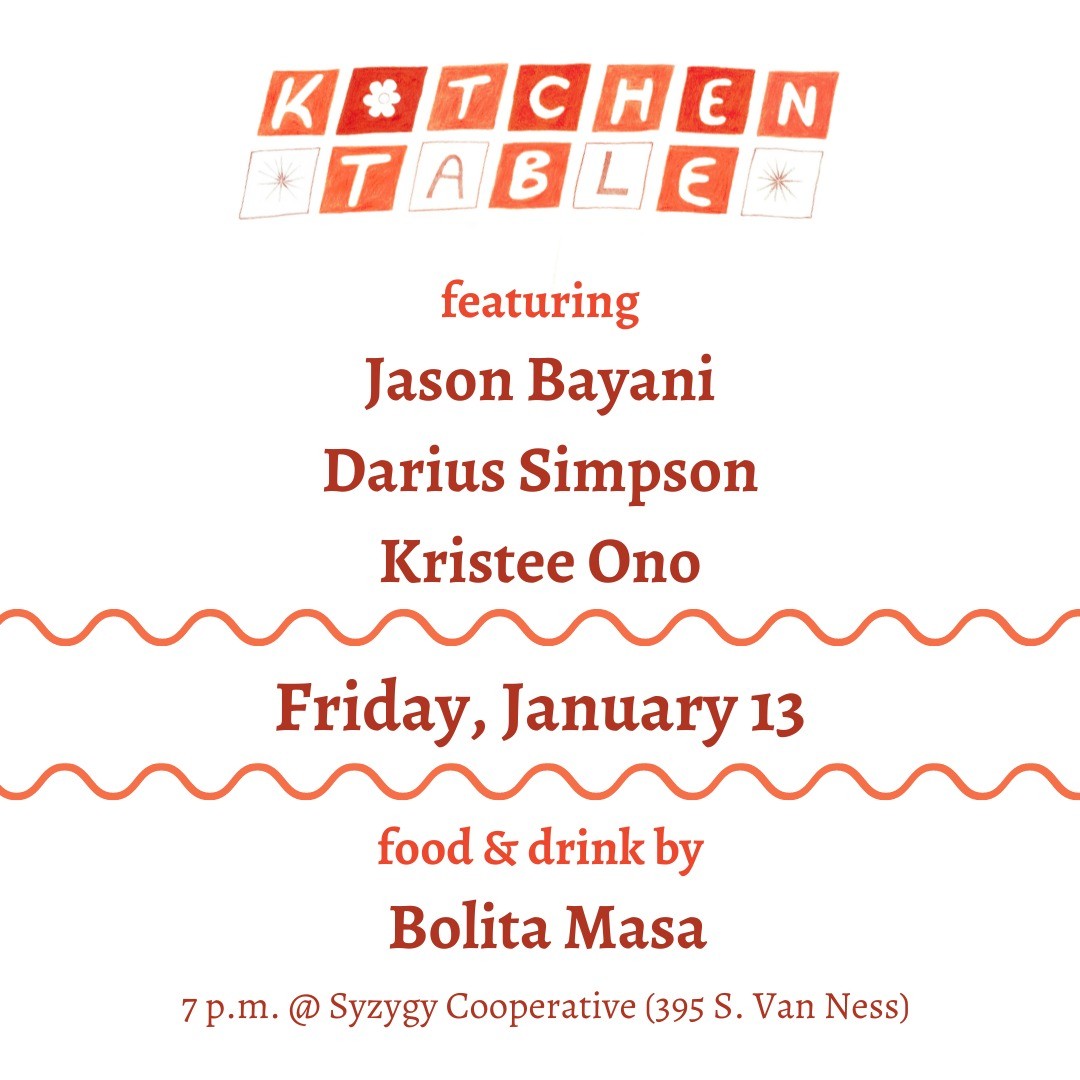 KITCHEN
TABLE
featuring
Jason Bayani
Darius Simpson
Kristee Ono
Friday, January 13
food & drink by
Bolita Masa
7 p.m. @ Syzygy Cooperative (395 S. Van Ness)